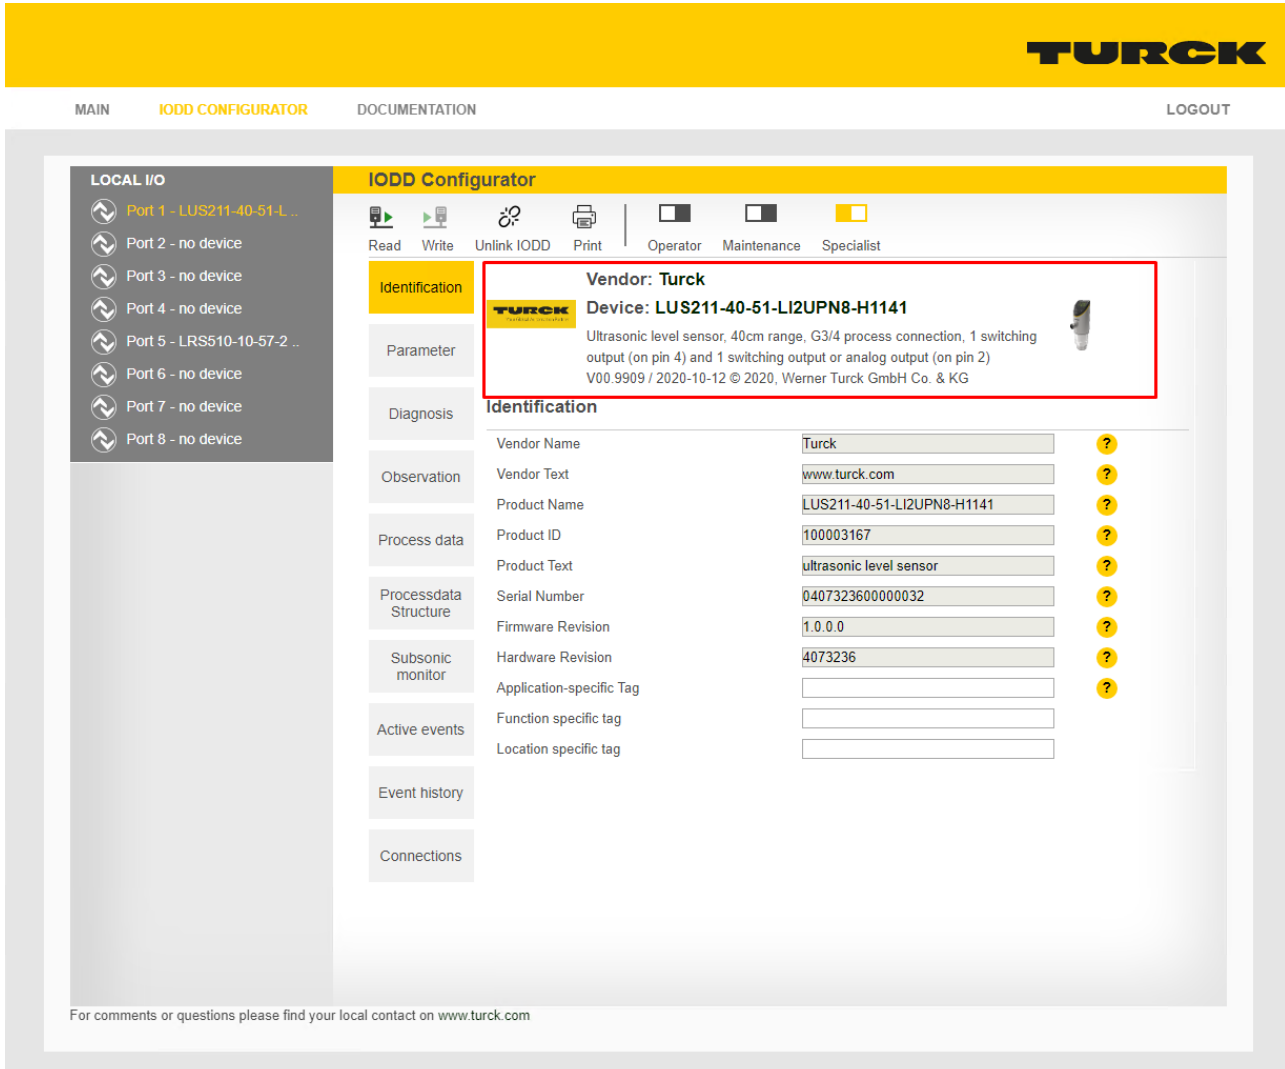 TURCK
MAIN IODD CONFIGURATOR DOCUMENTATION LOGOUT
LOCAL I/O
Port 1 - LUS211-40-51-L ..
Port 2 - no device
Port 3 - no device
Port 4 - no device
Port 5 - LRS510-10-57-2 ..
Port 6 - no device
Port 7 - no device
Port 8 - no device
IODD Configurator
Read Write Unlink IODD Print Operator Maintenance Specialist
Identification
Parameter
Diagnosis
Observation
Process data
Processdata
Structure
Subsonic
monitor
Active events
Event history
Connections
TURCK
Vendor: Turck
Device: LUS211-40-51-LI2UPN8-H1141
Ultrasonic level sensor, 40cm range, G3/4 process connection, 1 switching
output (on pin 4) and 1 switching output or analog output (on pin 2)
V00.9909 / 2020-10-12 © 2020, Werner Turck GmbH Co. & KG
Identification
Vendor Name Turck ?
Vendor Text www.turck.com ?
Product Name LUS211-40-51-LI2UPN8-H1141 ?
Product ID 100003167 ?
Product Text ultrasonic level sensor ?
Serial Number 0407323600000032 ?
Firmware Revision 1.0.0.0 ?
Hardware Revision 4073236 ?
Application-specific Tag ?
Function specific tag
Location specific tag
For comments or questions please find your local contact on www.turck.com